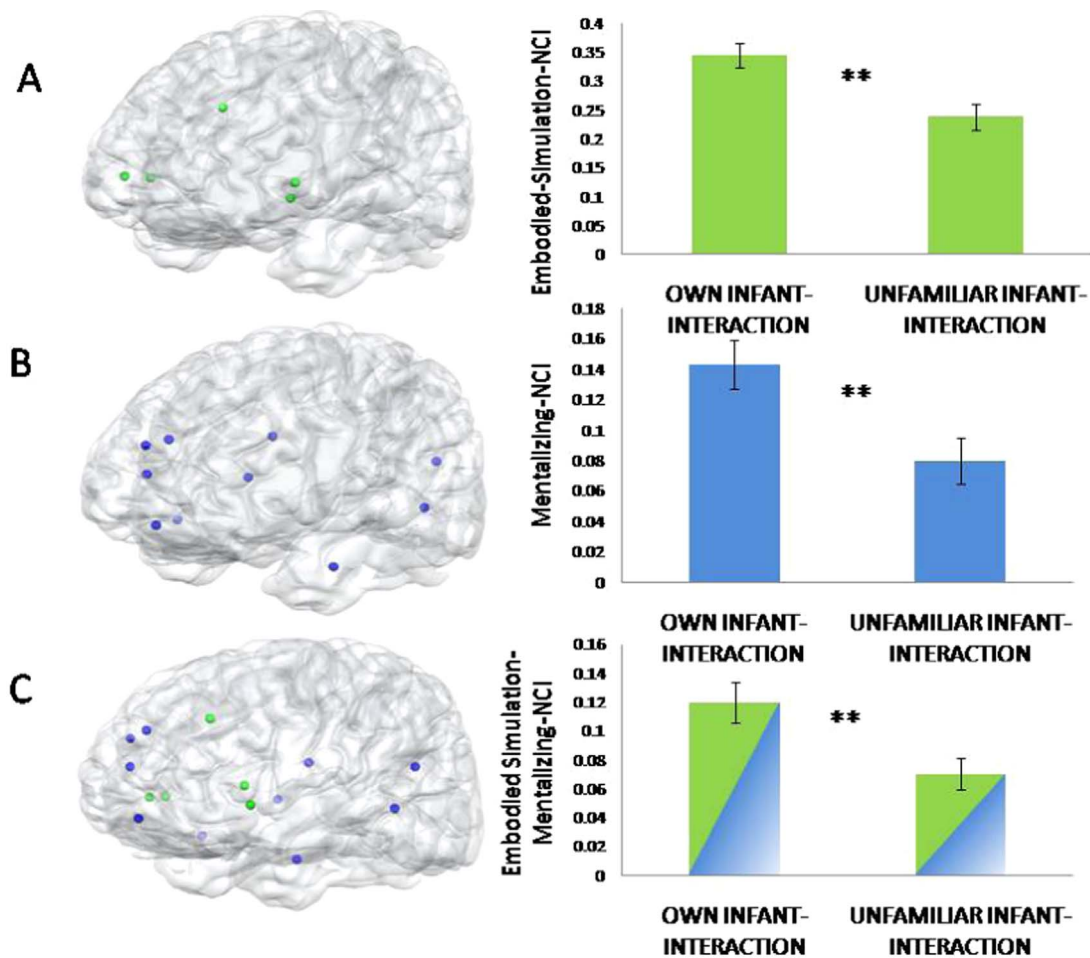 A
Embodied-Simulation-NCI
0.4
0.35
0.3
0.25
0.2
0.15
0.1
0.05
0
**
OWN INFANT-
INTERACTION
UNFAMILIAR INFANT-
INTERACTION
B
Mentalizing-NCI
0.18
0.16
0.14
0.12
0.1
0.08
0.06
0.04
0.02
0
**
OWN INFANT-
INTERACTION
UNFAMILIAR INFANT-
INTERACTION
C
Embodied Simulation-
Mentalizing-NCI
0.16
0.14
0.12
0.1
0.08
0.06
0.04
0.02
0
**
OWN INFANT-
INTERACTION
UNFAMILIAR INFANT-
INTERACTION